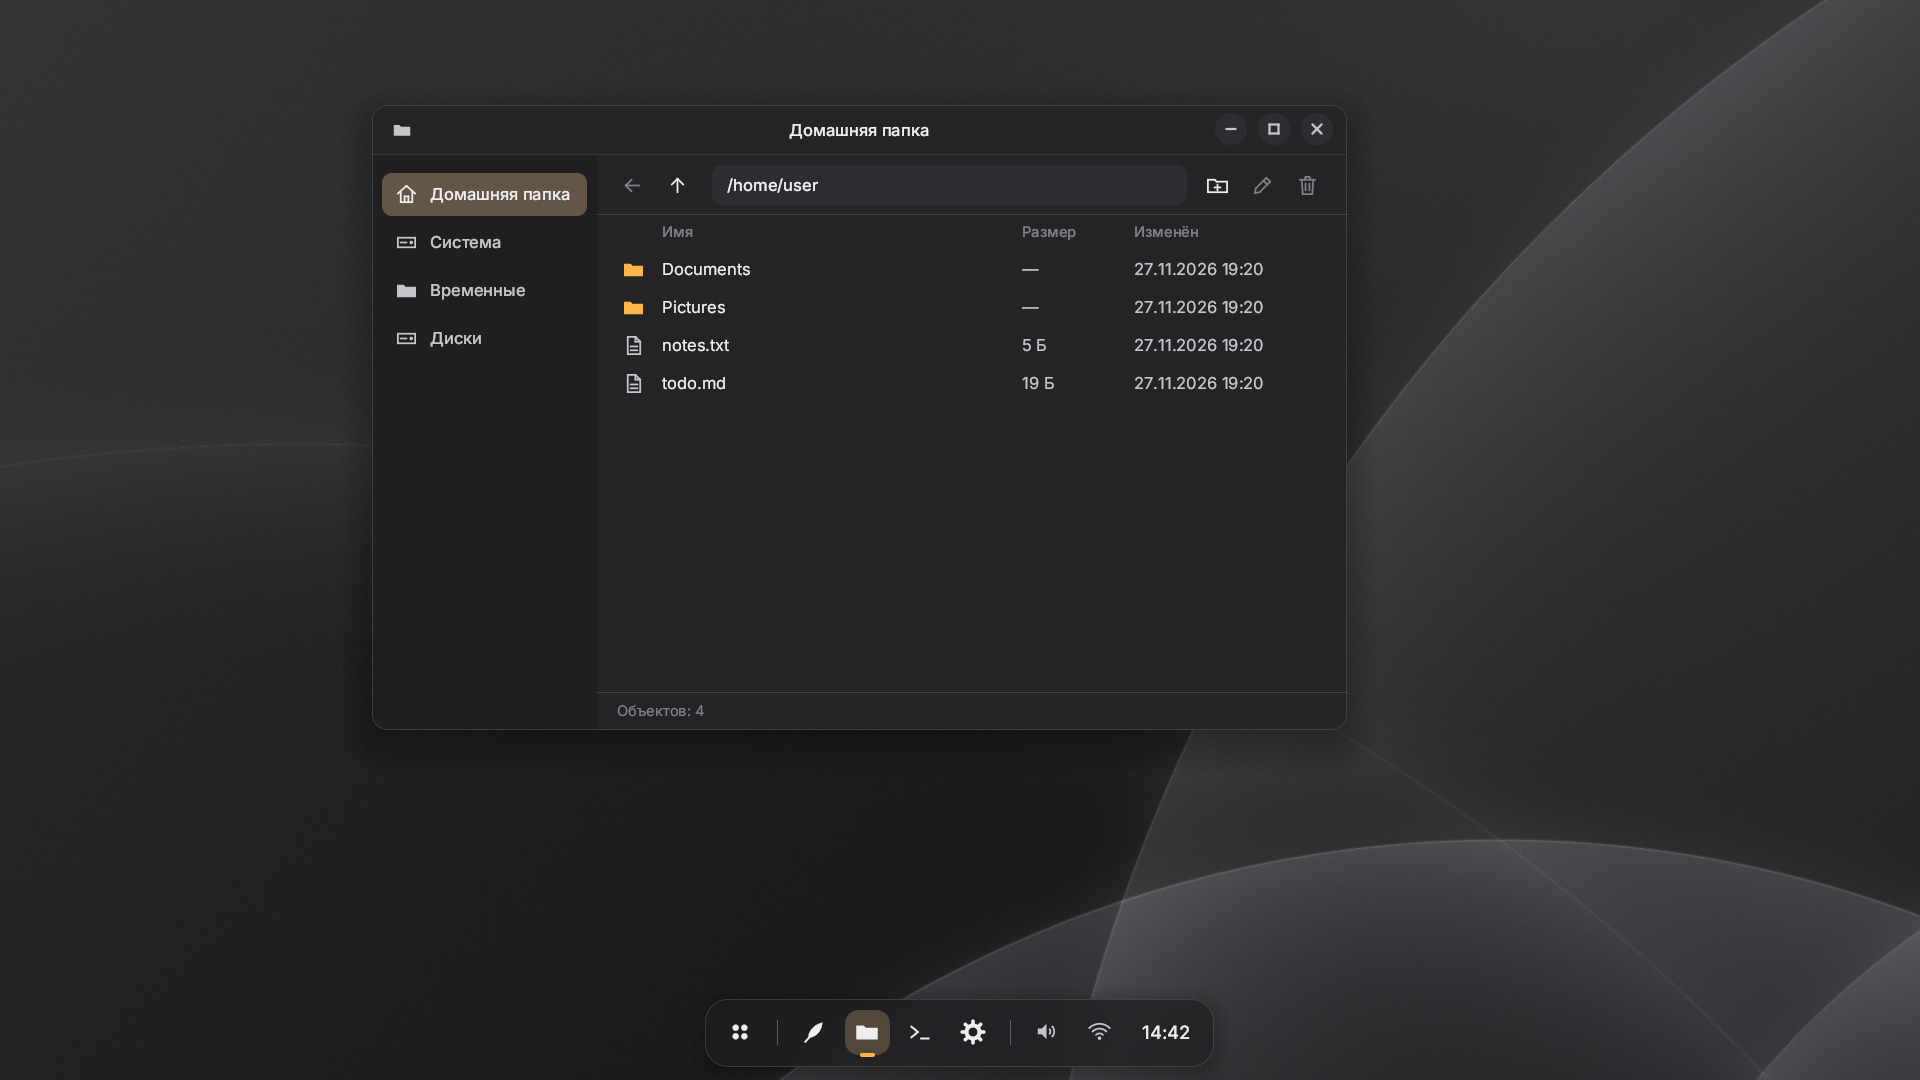 Домашняя папка
Домашняя папка
Система
Временные
Диски
/home/user
Имя Размер Изменён
Documents — 27.11.2026 19:20
Pictures — 27.11.2026 19:20
notes.txt 5 Б 27.11.2026 19:20
todo.md 19 Б 27.11.2026 19:20
Объектов: 4
14:42